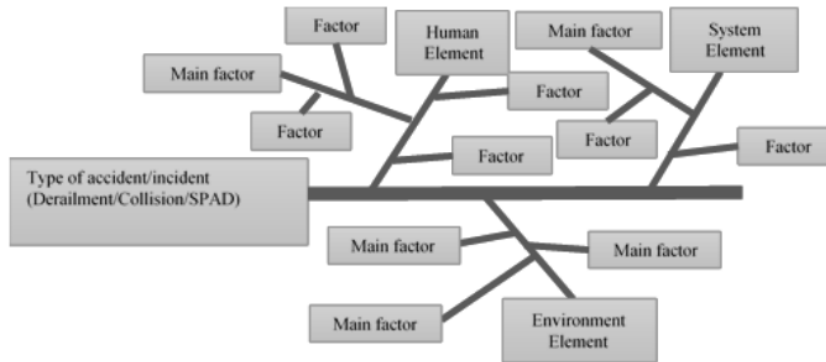 Factor
Human
Element
Main factor
System
Element
Main factor
Factor
Factor
Factor
Factor
Factor
Factor
Type of accident/incident
(Derailment/Collision/SPAD)
Main factor
Main factor
Main factor
Environment
Element